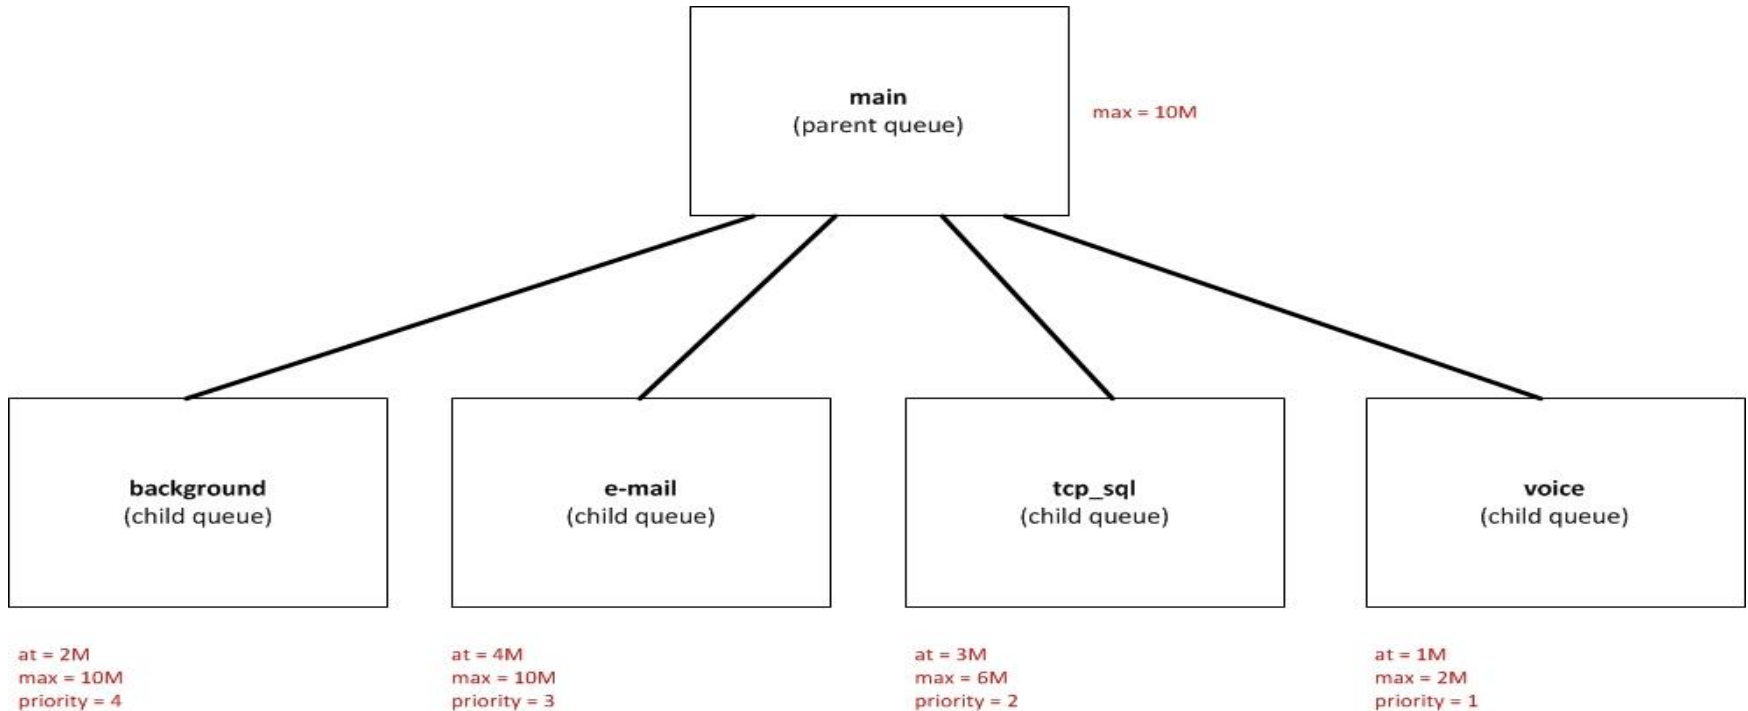 main
(parent queue)
max = 10M
background
(child queue)
e-mail
(child queue)
tcp_sql
(child queue)
voice
(child queue)
at = 2M
max = 10M
priority = 4
at = 4M
max = 10M
priority = 3
at = 3M
max = 6M
priority = 2
at = 1M
max = 2M
priority = 1